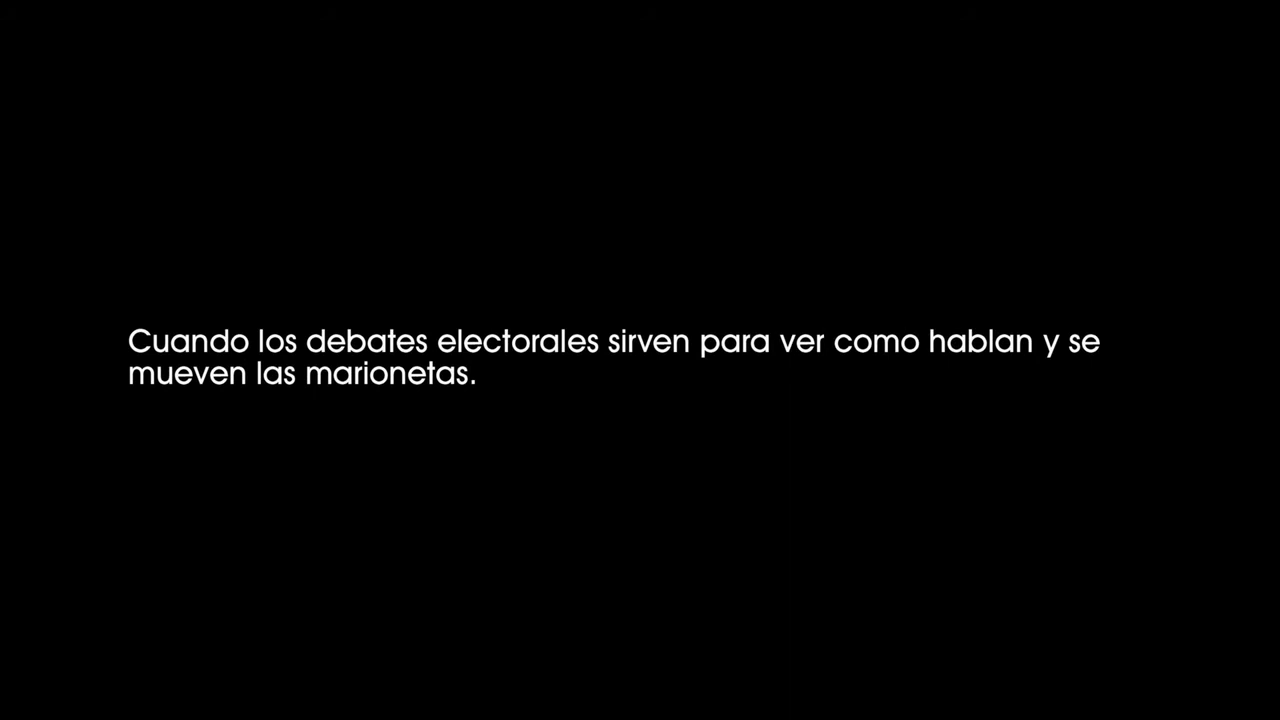 Cuando los debates electorales sirven para ver como hablan y se
mueven las marionetas.